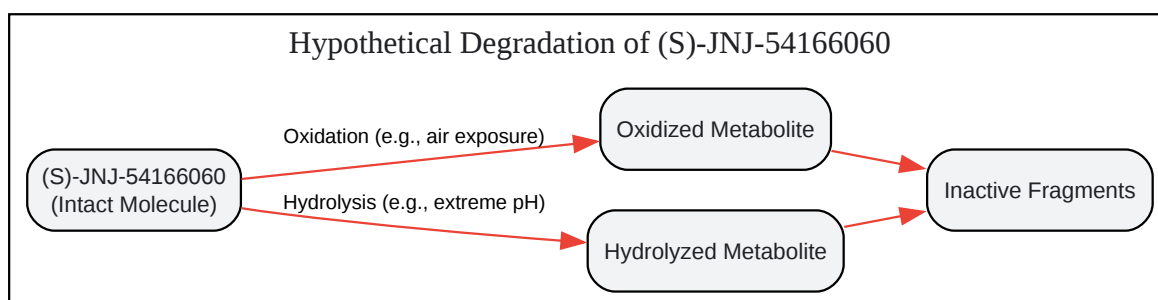 Hypothetical Degradation of (S)-JNJ-54166060
(S)-JNJ-54166060
(Intact Molecule)
Oxidation (e.g., air exposure)
Hydrolysis (e.g., extreme pH)
Oxidized Metabolite
Hydrolyzed Metabolite
Inactive Fragments